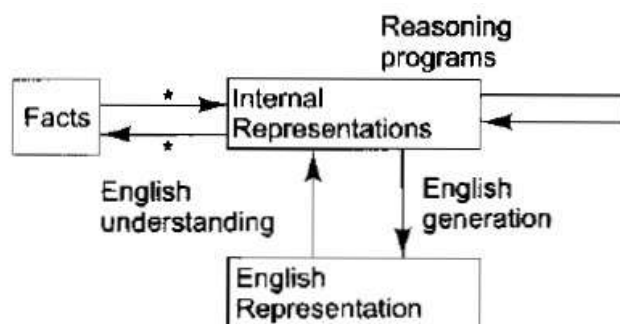 Reasoning
programs
*
Facts
Internal
Representations
*
English
understanding
English
generation
English
Representation